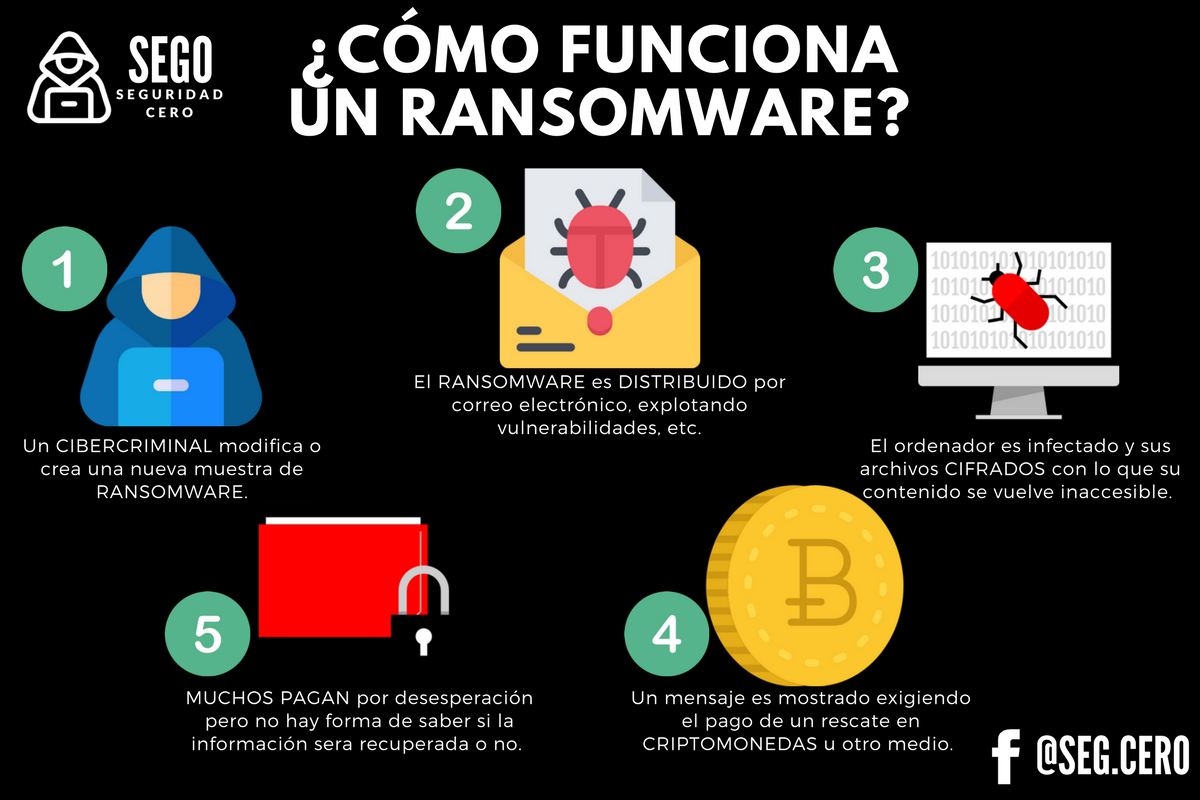 SEGO
SEGURIDAD
CERO
¿CÓMO FUNCIONA
UN RANSOMWARE?
1
Un CIBERCRIMINAL modifica o
crea una nueva muestra de
RANSOMWARE.
2
El RANSOMWARE es DISTRIBUIDO por
correo electrónico, explotando
vulnerabilidades, etc.
3
101010101010101010
101010101010101010
101010101010101010
101010101010101010
El ordenador es infectado y sus
archivos CIFRADOS con lo que su
contenido se vuelve inaccesible.
4
Un mensaje es mostrado exigiendo
el pago de un rescate en
CRIPTOMONEDAS u otro medio.
5
MUCHOS PAGAN por desesperación
pero no hay forma de saber si la
información sera recuperada o no.
f @SEG.CERO